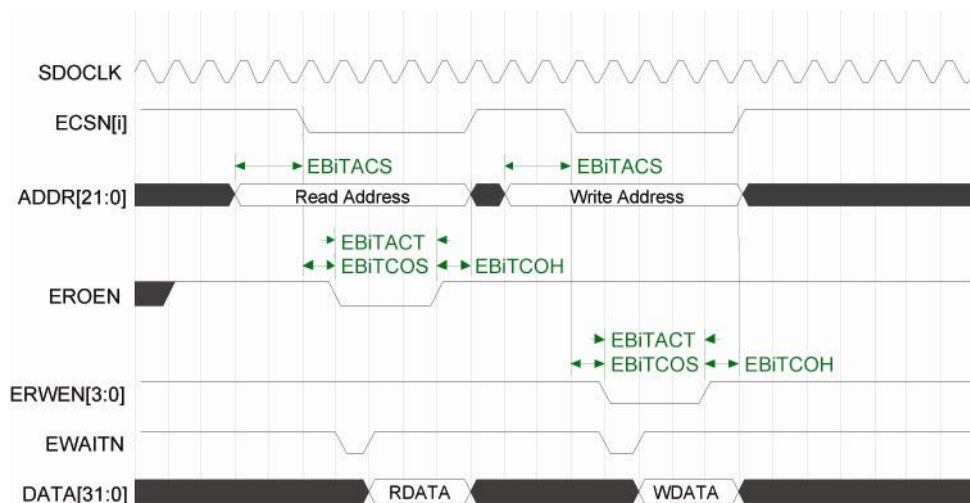 SDOCLK
ECSN[i]
EBiTACS EBiTACS
ADDR[21:0] Read Address Write Address
EBiTACT
EBiTCOS EBiTCOH
EROEN
EBiTACT
EBiTCOS EBiTCOH
ERWEN[3:0]
EWAITN
DATA[31:0] RDATA WDATA